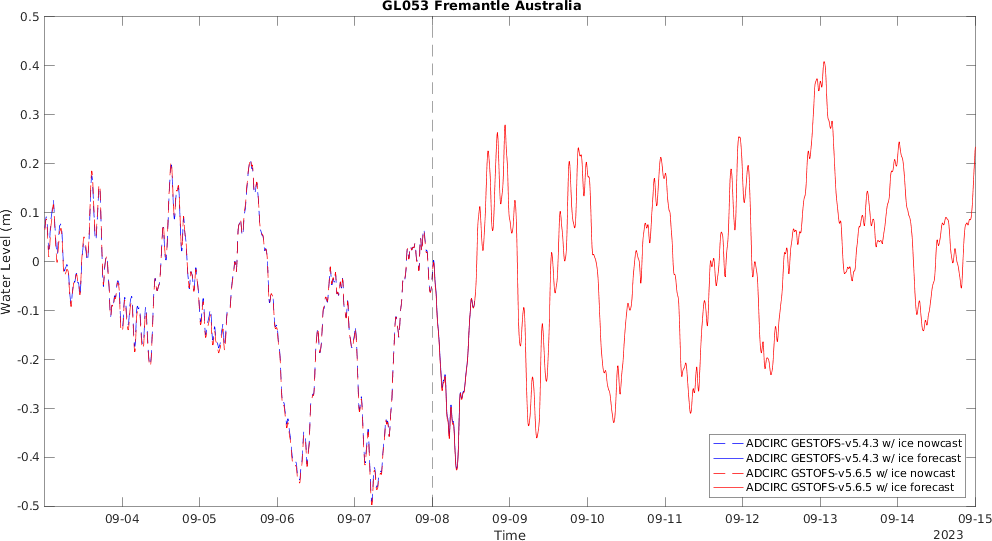 GL053 Fremantle Australia
0.5
0.4
0.3
0.2
0.1
0
-0.1
-0.2
-0.3
-0.4
-0.5
Water Level (m)
ADCIRC GESTOFS-v5.4.3 w/ ice nowcast
ADCIRC GESTOFS-v5.4.3 w/ ice forecast
ADCIRC GSTOFS-v5.6.5 w/ ice nowcast
ADCIRC GSTOFS-v5.6.5 w/ ice forecast
09-04 09-05 09-06 09-07 09-08 09-09 09-10 09-11 09-12 09-13 09-14 09-15
Time
2023